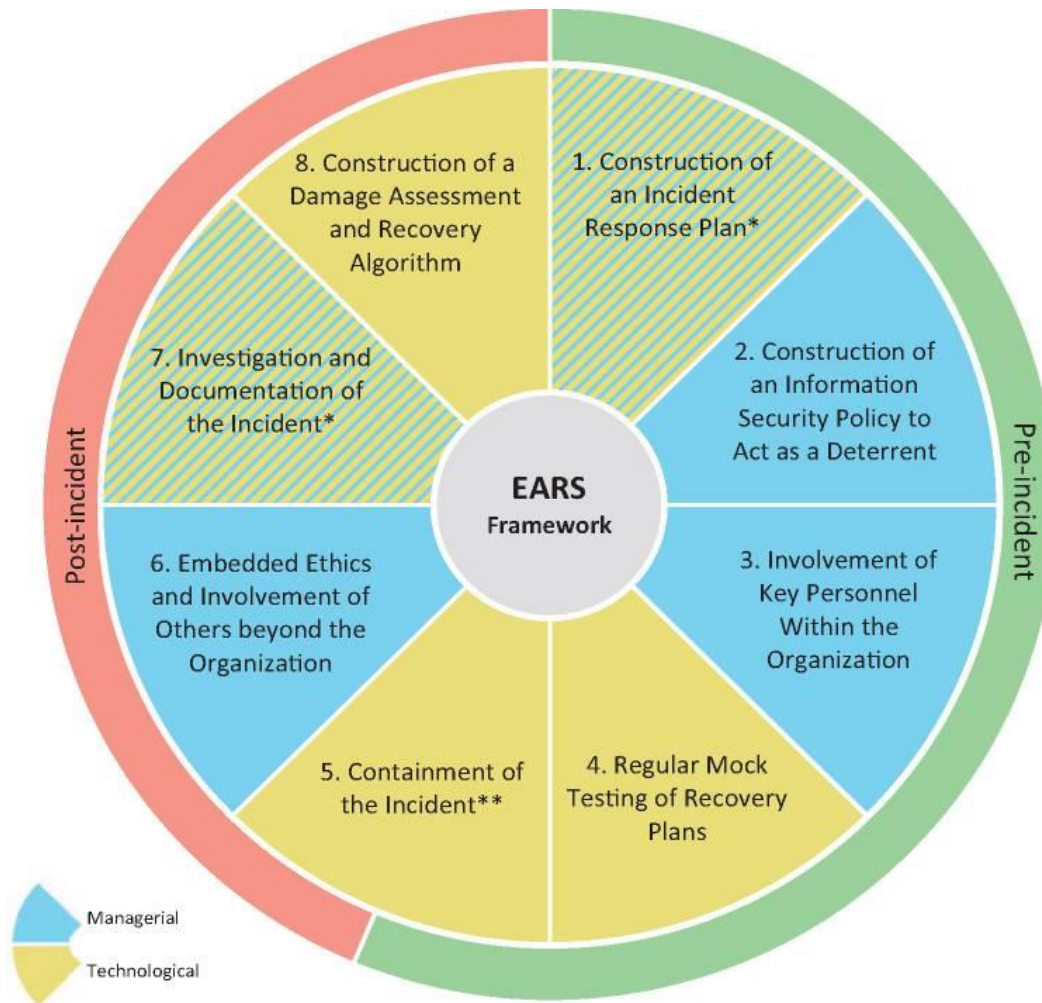 8. Construction of a
Damage Assessment
and Recovery
Algorithm
1. Construction of
an Incident
Response Plan*
7. Investigation and
Documentation of
the Incident*
2. Construction of
an Information
Security Policy to
Act as a Deterrent
Post-incident
EARS
Framework
Pre-incident
6. Embedded Ethics
and Involvement of
Others beyond the
Organization
3. Involvement of
Key Personnel
Within the
Organization
5. Containment of
the Incident**
4. Regular Mock
Testing of Recovery
Plans
Managerial
Technological